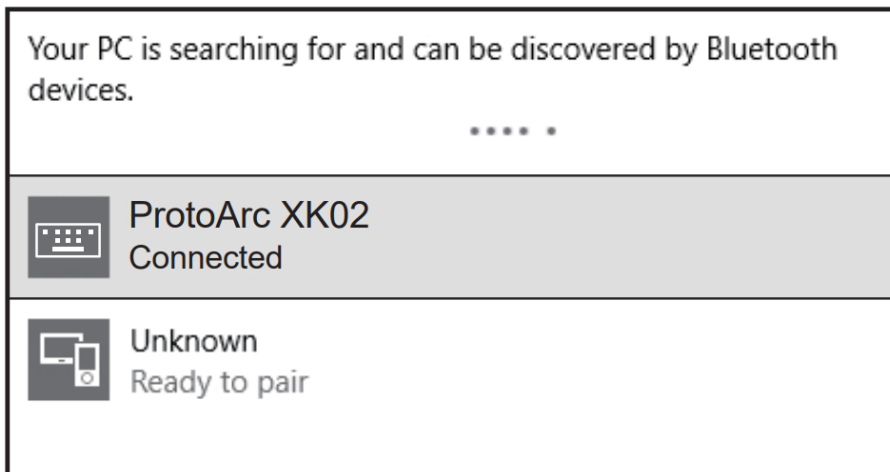 Your PC is searching for and can be discovered by Bluetooth
devices.
ProtoArc XK02
Connected
Unknown
Ready to pair